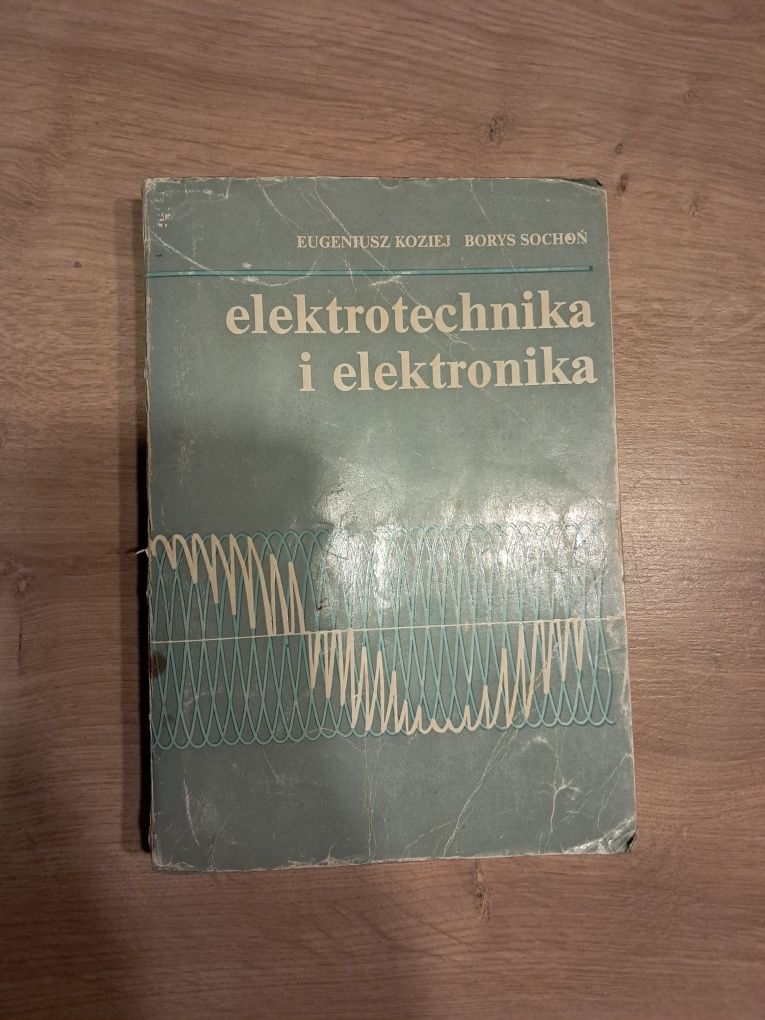 EUGENIUSZ KOZIEJ BORYS SOCHOŃ
elektrotechnika
i elektronika